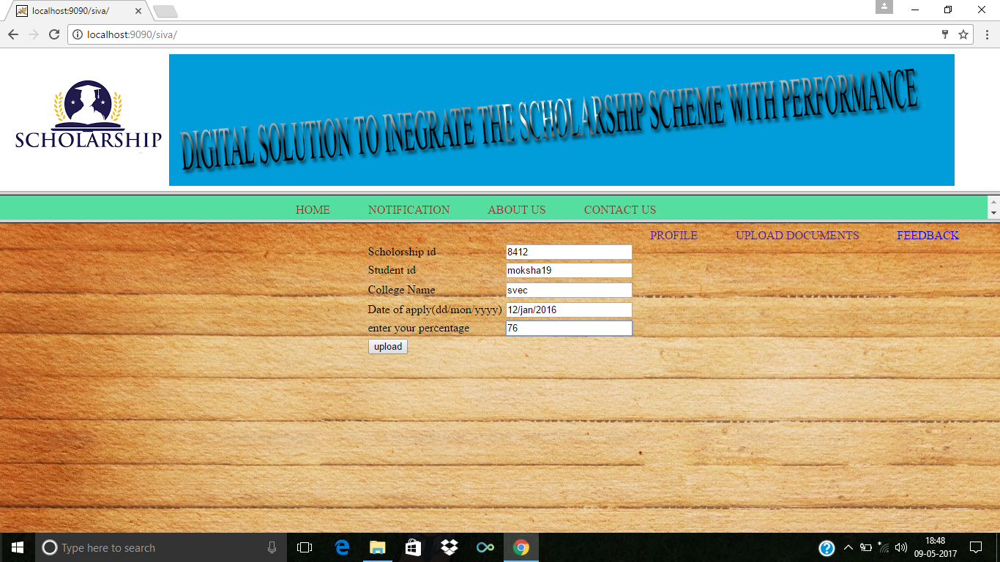 localhost:9090/siva/
localhost:9090/siva/
SCHOLARSHIP
DIGITAL SOLUTION TO INEGRATE THE SCHOLARSHIP SCHEME WITH PERFORMANCE
HOME NOTIFICATION ABOUT US CONTACT US
PROFILE UPLOAD DOCUMENTS FEEDBACK
Scholorship id 8412
Student id moksha19
College Name svec
Date of apply(dd/mon/yyyy) 12/jan/2016
enter your percentage 76
upload
Type here to search
18:48
09-05-2017